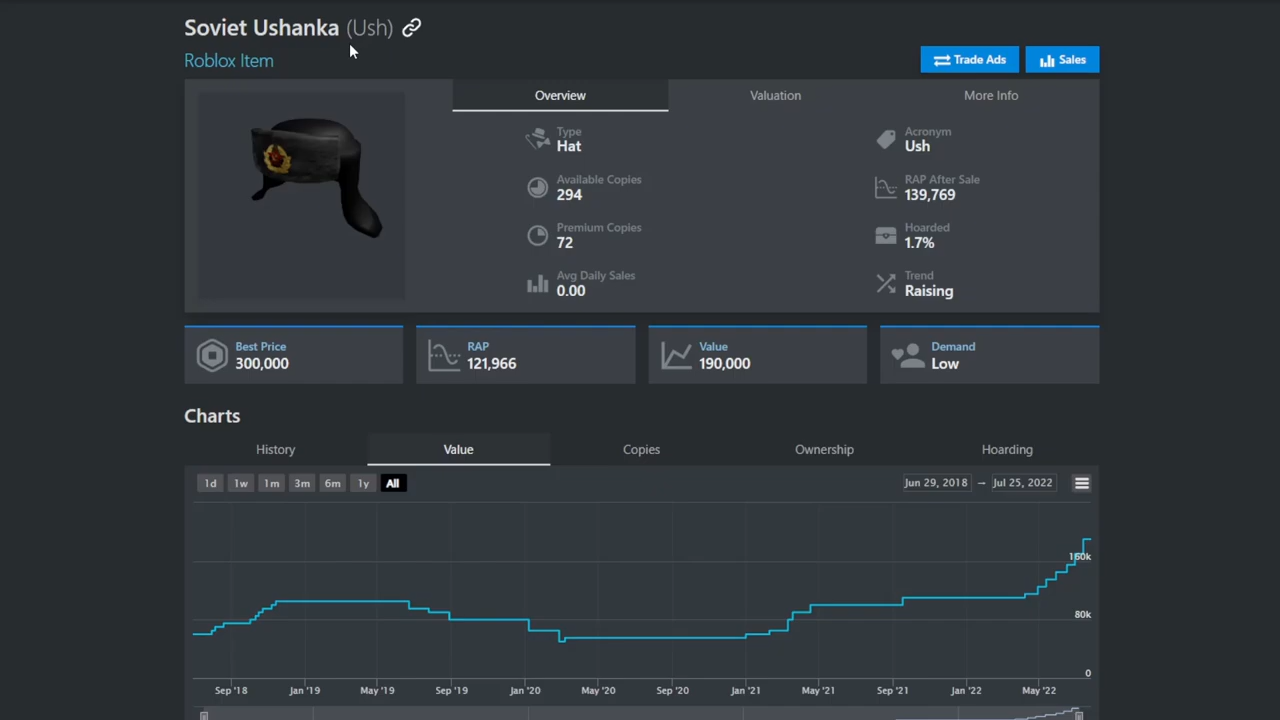 Soviet Ushanka (Ush)
Roblox Item
Trade Ads
Sales
Overview
Valuation
More Info
Type
Hat
Acronym
Ush
Available Copies
294
RAP After Sale
139,769
Premium Copies
72
Hoarded
1.7%
Avg Daily Sales
0.00
Trend
Raising
Best Price
300,000
RAP
121,966
Value
190,000
Demand
Low
Charts
History
Value
Copies
Ownership
Hoarding
1d 1w 1m 3m 6m 1y All
Jun 29, 2018 → Jul 25, 2022
160k
80k
0
Sep '18 Jan '19 May '19 Sep '19 Jan '20 May '20 Sep '20 Jan '21 May '21 Sep '21 Jan '22 May '22